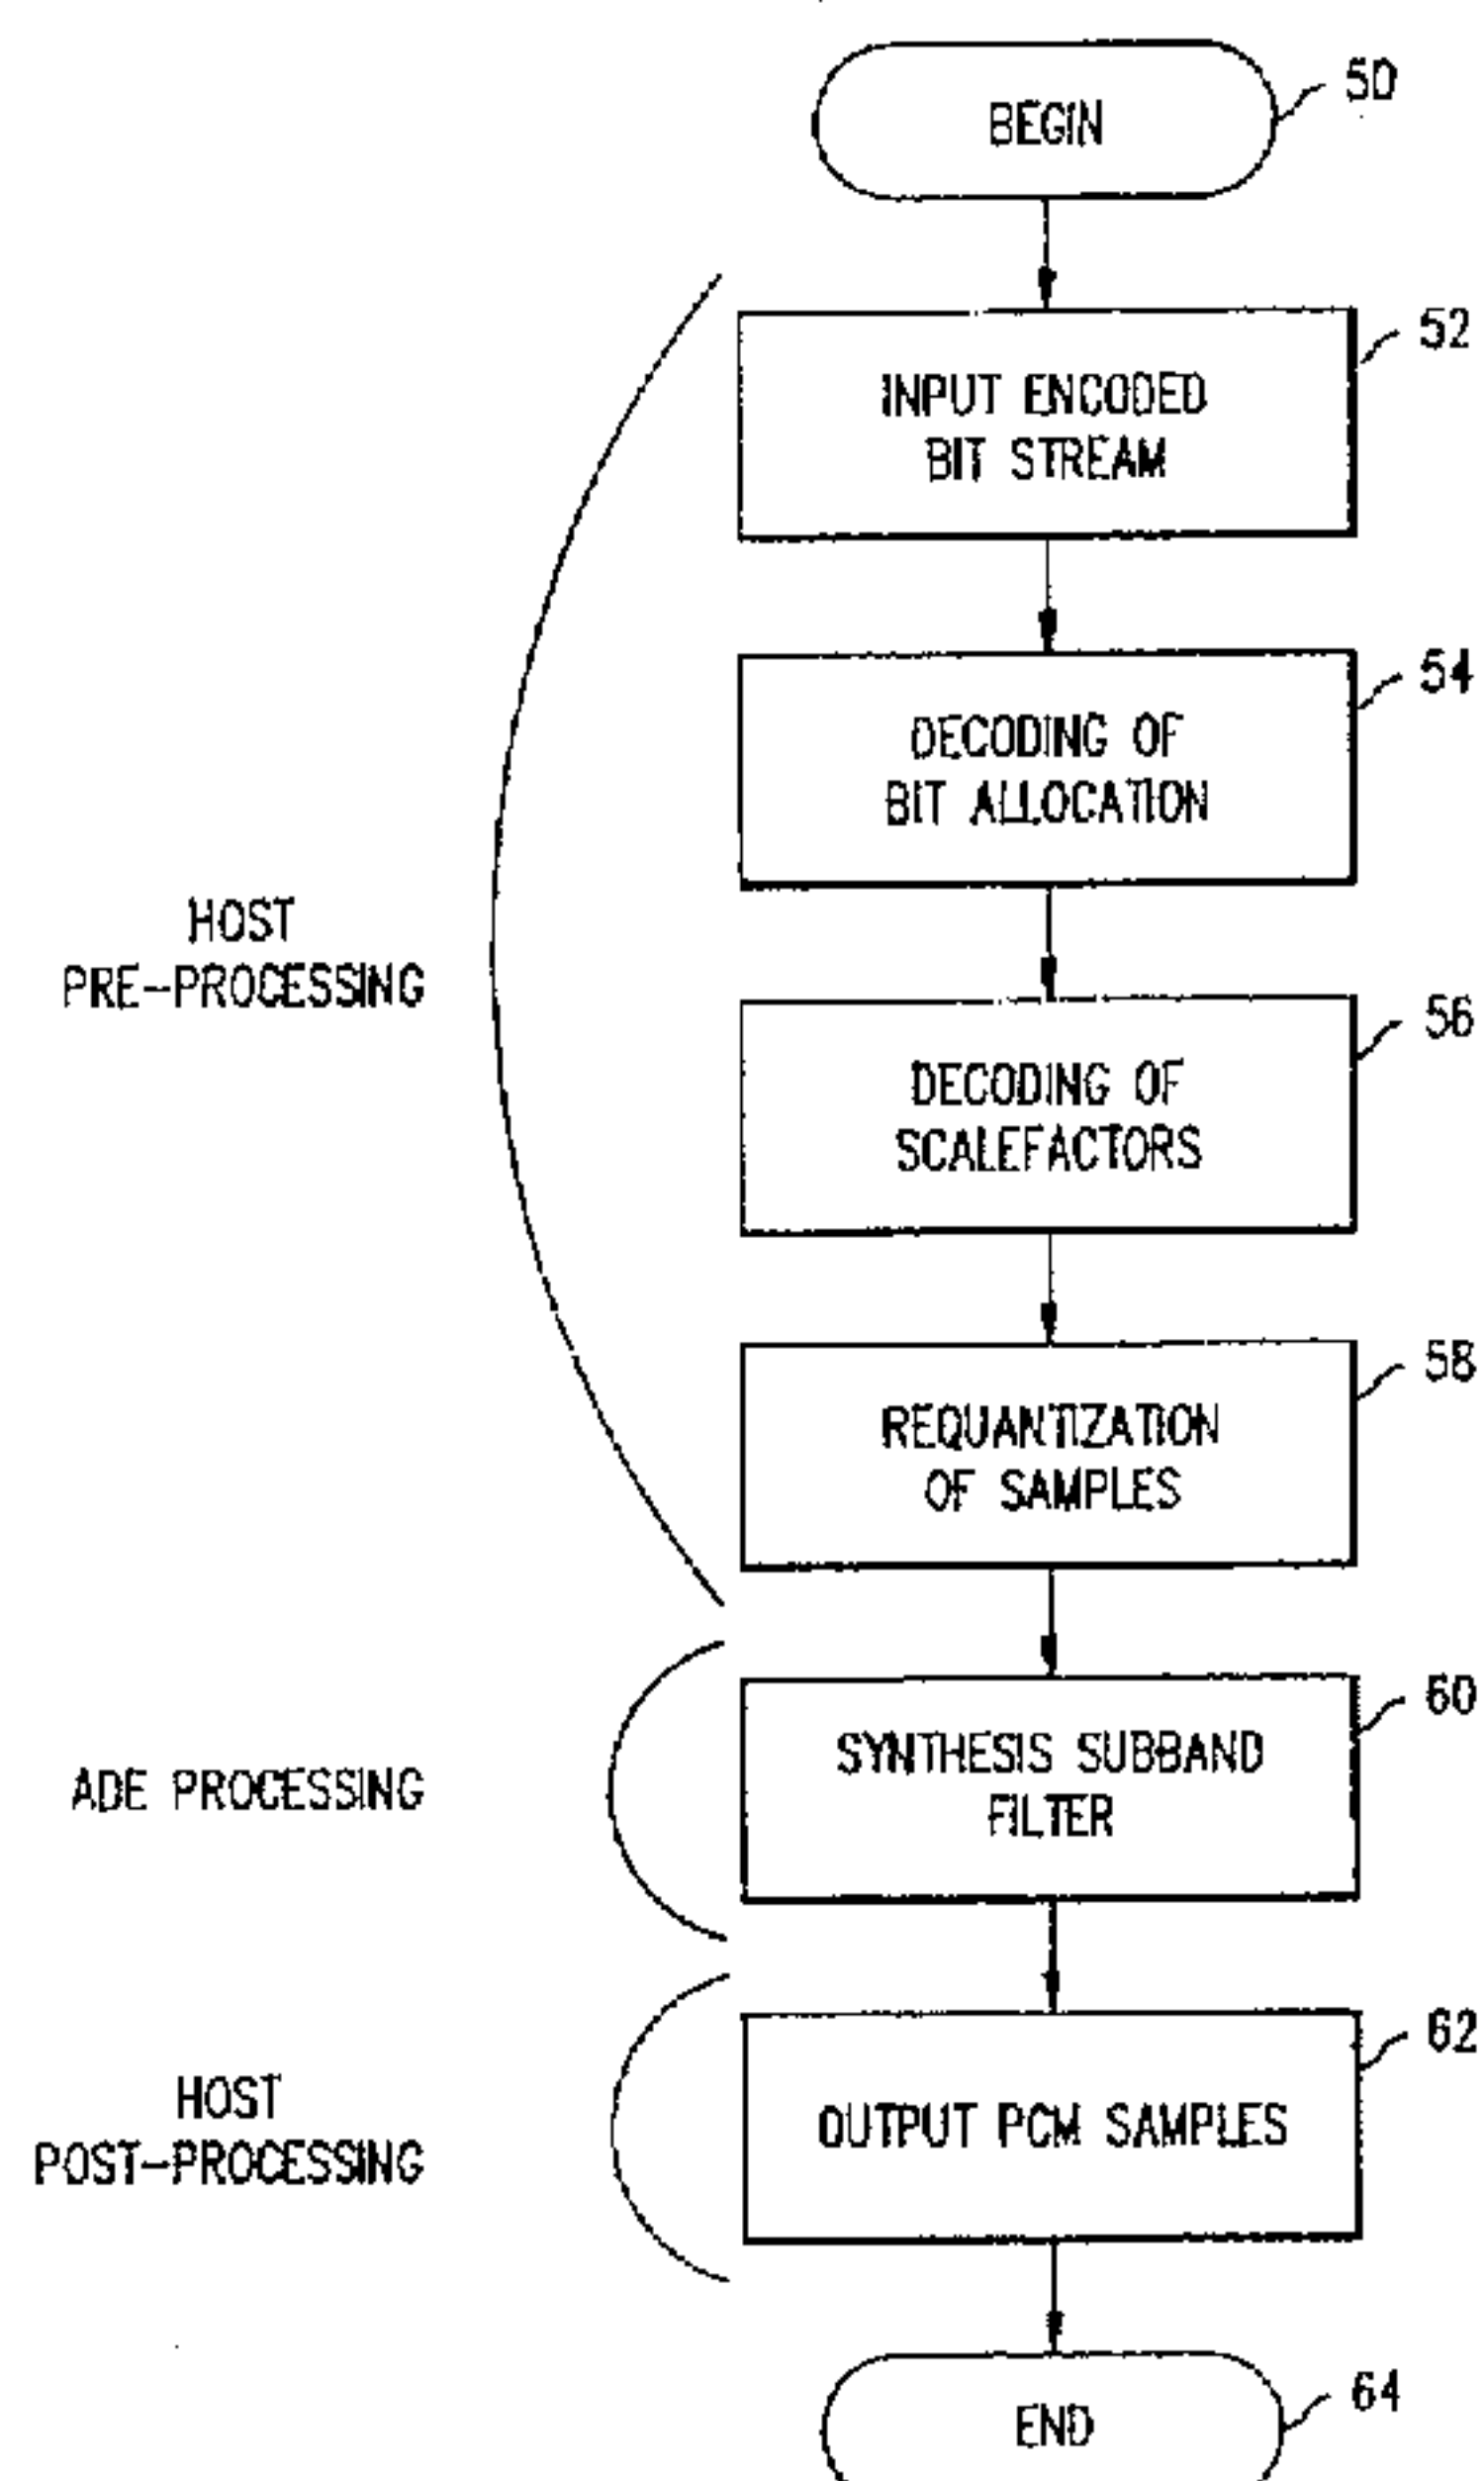 BEGIN
50
INPUT ENCODED
BIT STREAM
52
DECODING OF
BIT ALLOCATION
54
HOST
PRE-PROCESSING
DECODING OF
SCALEFACTORS
56
REQUANTIZATION
OF SAMPLES
58
ADE PROCESSING
SYNTHESIS SUBBAND
FILTER
60
HOST
POST-PROCESSING
OUTPUT PCM SAMPLES
62
END
64